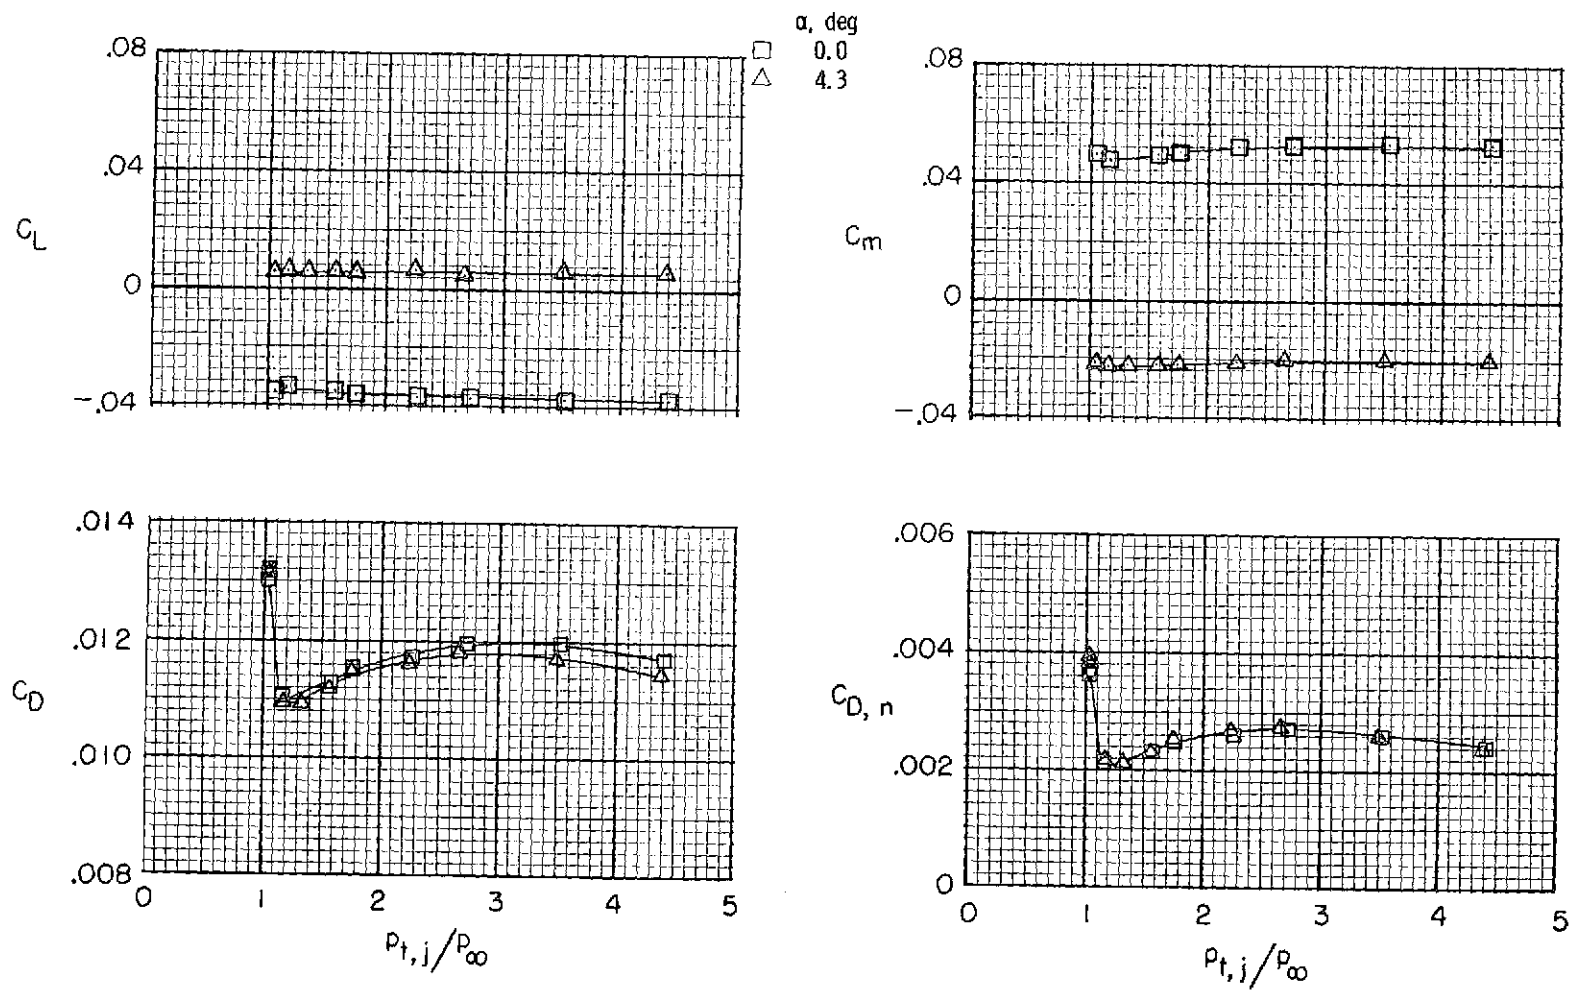 α, deg
0.0
4.3
.08
.04
0
-.04
C_L
.08
.04
0
-.04
C_m
.014
.012
.010
.008
C_D
0 1 2 3 4 5
p_t,j/p_∞
.006
.004
.002
0
C_D,n
0 1 2 3 4 5
p_t,j/p_∞